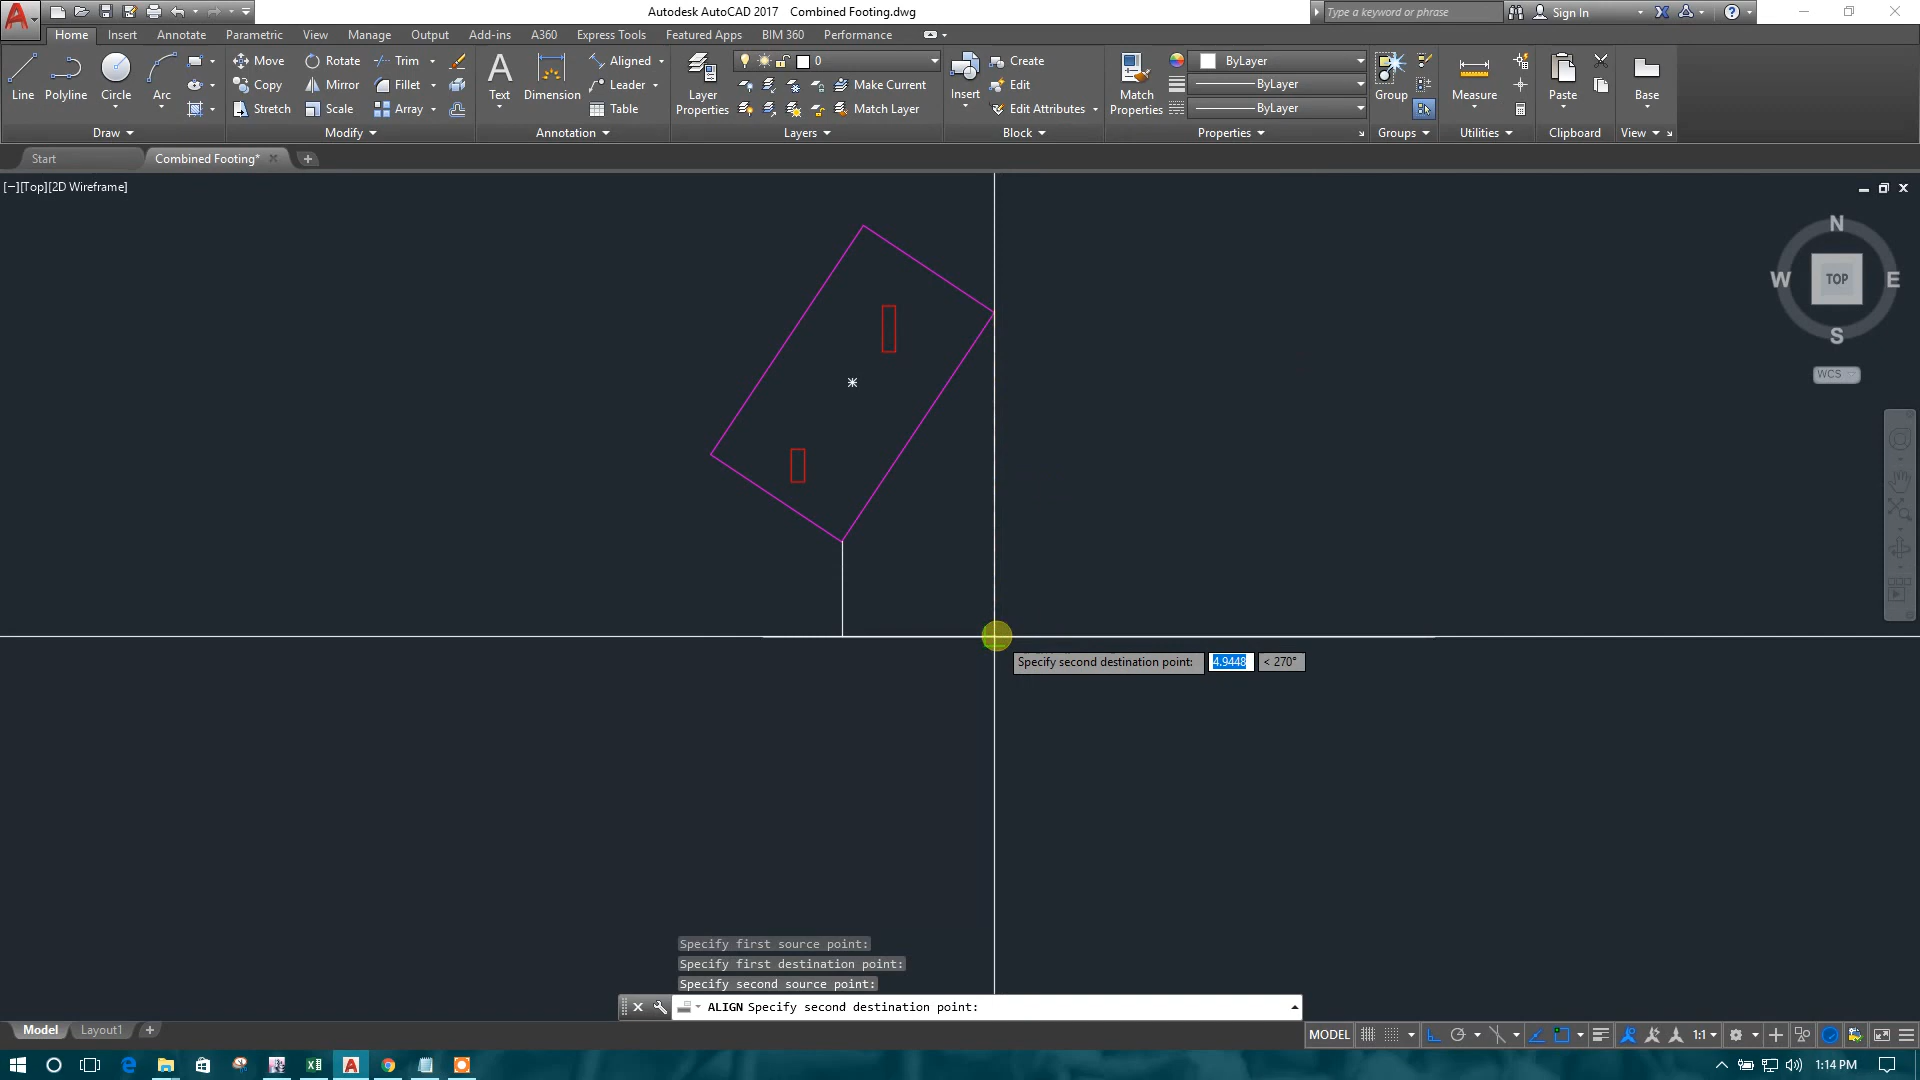 Autodesk AutoCAD 2017 Combined Footing.dwg
Type a keyword or phrase
Sign In
Home Insert Annotate Parametric View Manage Output Add-ins A360 Express Tools Featured Apps BIM 360 Performance
Line Polyline Circle Arc
Move Rotate Trim
Copy Mirror Fillet
Stretch Scale Array
Text Dimension
Aligned
Leader
Table
Layer Properties
0
Make Current
Match Layer
Insert
Create
Edit
Edit Attributes
Match Properties
ByLayer
ByLayer
ByLayer
Group
Measure
Paste
Base
Draw Modify Annotation Layers Block Properties Groups Utilities Clipboard View
Start Combined Footing*
[−][Top][2D Wireframe]
N
W TOP E
S
WCS
Specify second destination point: 4.9448 < 270°
Specify first source point:
Specify first destination point:
Specify second source point:
ALIGN Specify second destination point:
Model Layout1
MODEL 1:1
1:14 PM